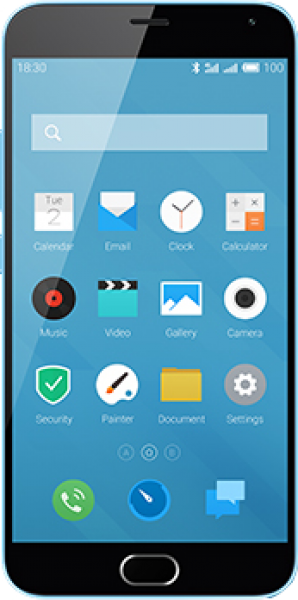 18:30 100
Tue
2
Calendar Email Clock Calculator
Music Video Gallery Camera
Security Painter Document Settings
A O B